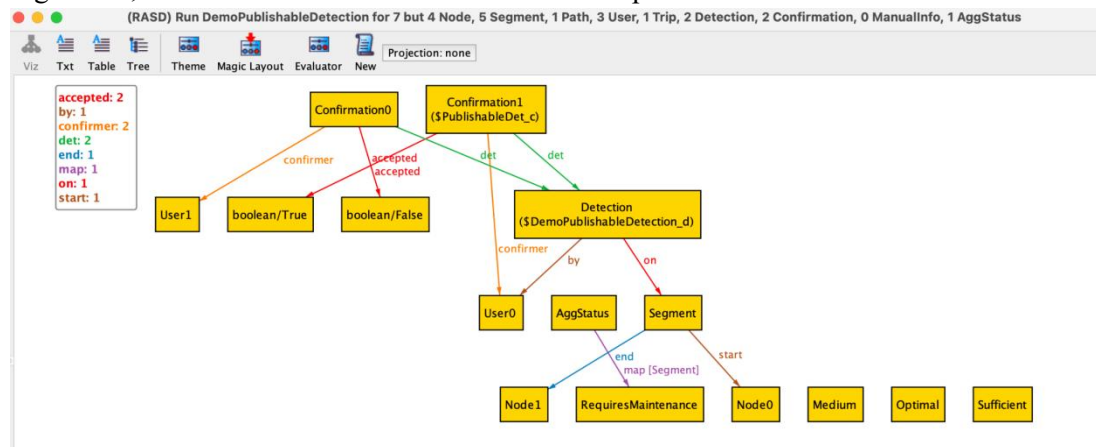 (RASD) Run DemoPublishableDetection for 7 but 4 Node, 5 Segment, 1 Path, 3 User, 1 Trip, 2 Detection, 2 Confirmation, 0 ManualInfo, 1 AggStatus
Viz Txt Table Tree Theme Magic Layout Evaluator New Projection: none
accepted: 2
by: 1
confirmer: 2
det: 2
end: 1
map: 1
on: 1
start: 1
Confirmation0
Confirmation1
($PublishableDet_c)
confirmer
accepted
accepted
det
det
User1
boolean/True
boolean/False
Detection
($DemoPublishableDetection_d)
confirmer
by
on
User0
AggStatus
Segment
end
map [Segment]
start
Node1
RequiresMaintenance
Node0
Medium
Optimal
Sufficient